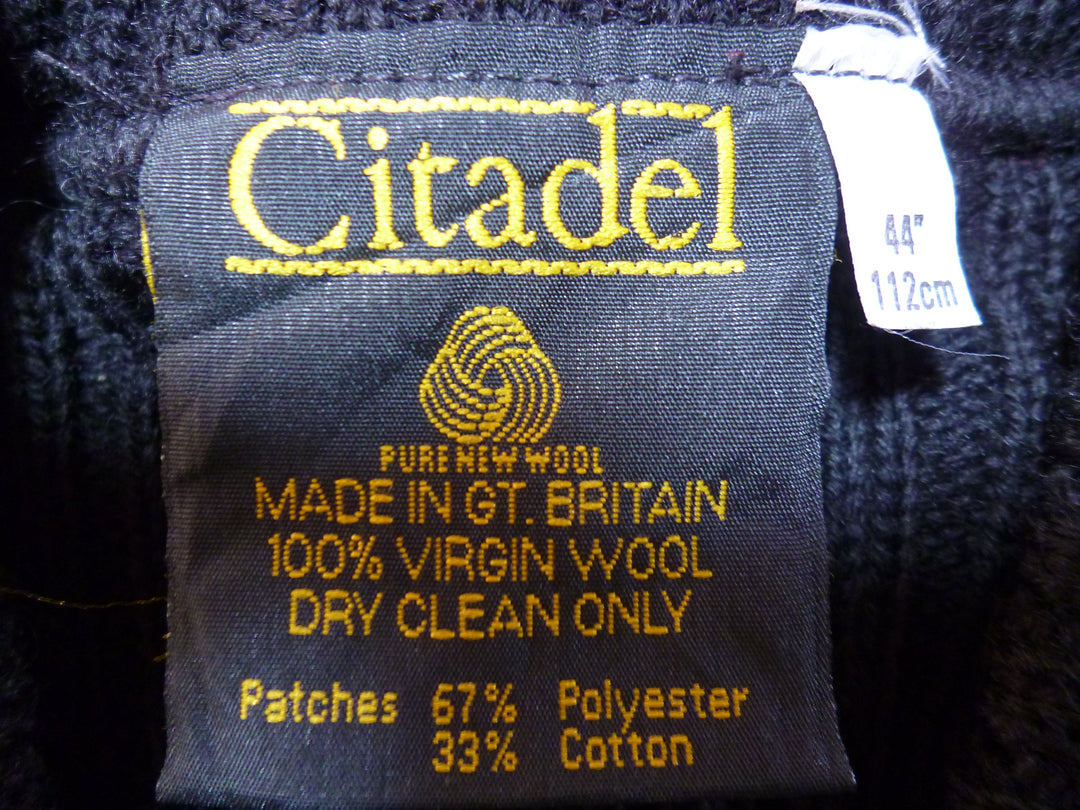 Citadel
44"
112cm
PURE NEW WOOL
MADE IN GT. BRITAIN
100% VIRGIN WOOL
DRY CLEAN ONLY
Patches 67% Polyester
33% Cotton